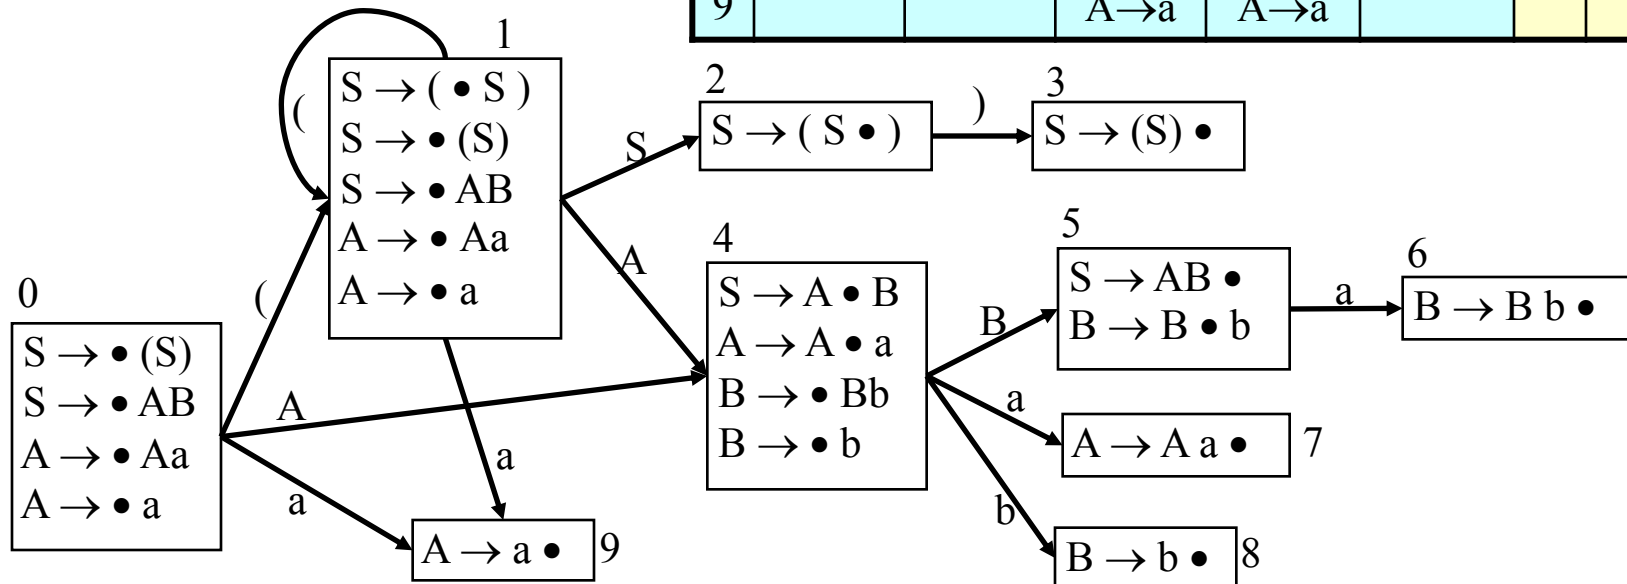 9 A→a A→a
1
S → ( • S )
S → • (S)
S → • AB
A → • Aa
A → • a
(
(
2
S → ( S • )
)
3
S → (S) •
S
A
4
S → A • B
A → A • a
B → • Bb
B → • b
5
S → AB •
B → B • b
a
6
B → B b •
B
a
A → A a •
7
b
B → b •
8
0
S → • (S)
S → • AB
A → • Aa
A → • a
A
a
a
A → a •
9